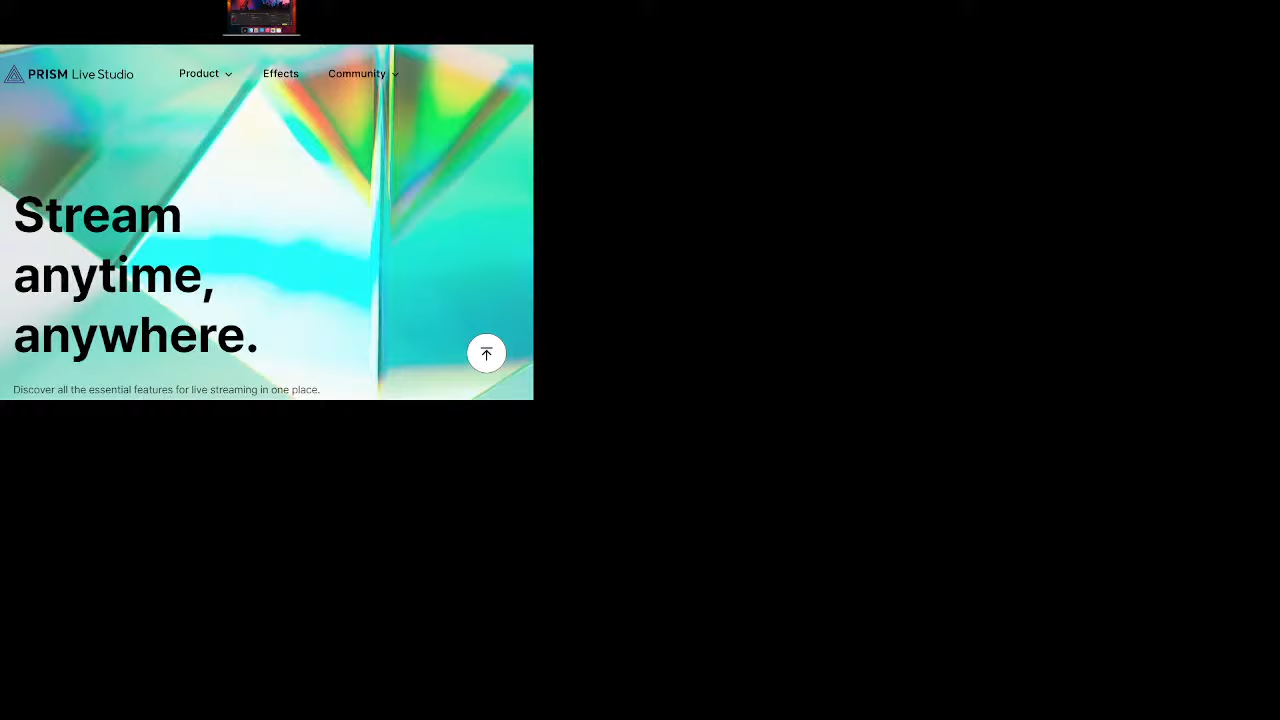 PRISM Live Studio Product Effects Community
Stream
anytime,
anywhere.
Discover all the essential features for live streaming in one place.